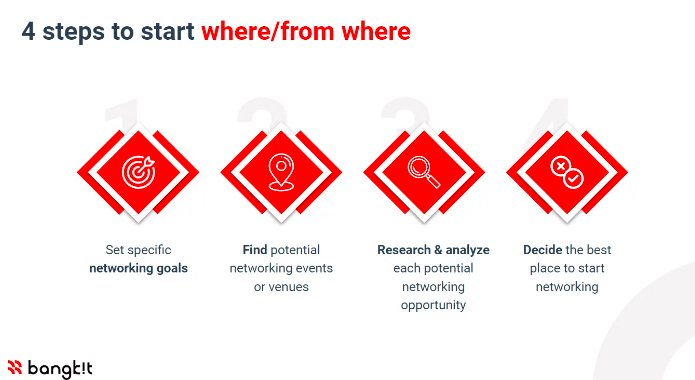 4 steps to start where/from where
1
2
3
4
Set specific
networking goals
Find potential
networking events
or venues
Research & analyze
each potential
networking
opportunity
Decide the best
place to start
networking
bangk!t